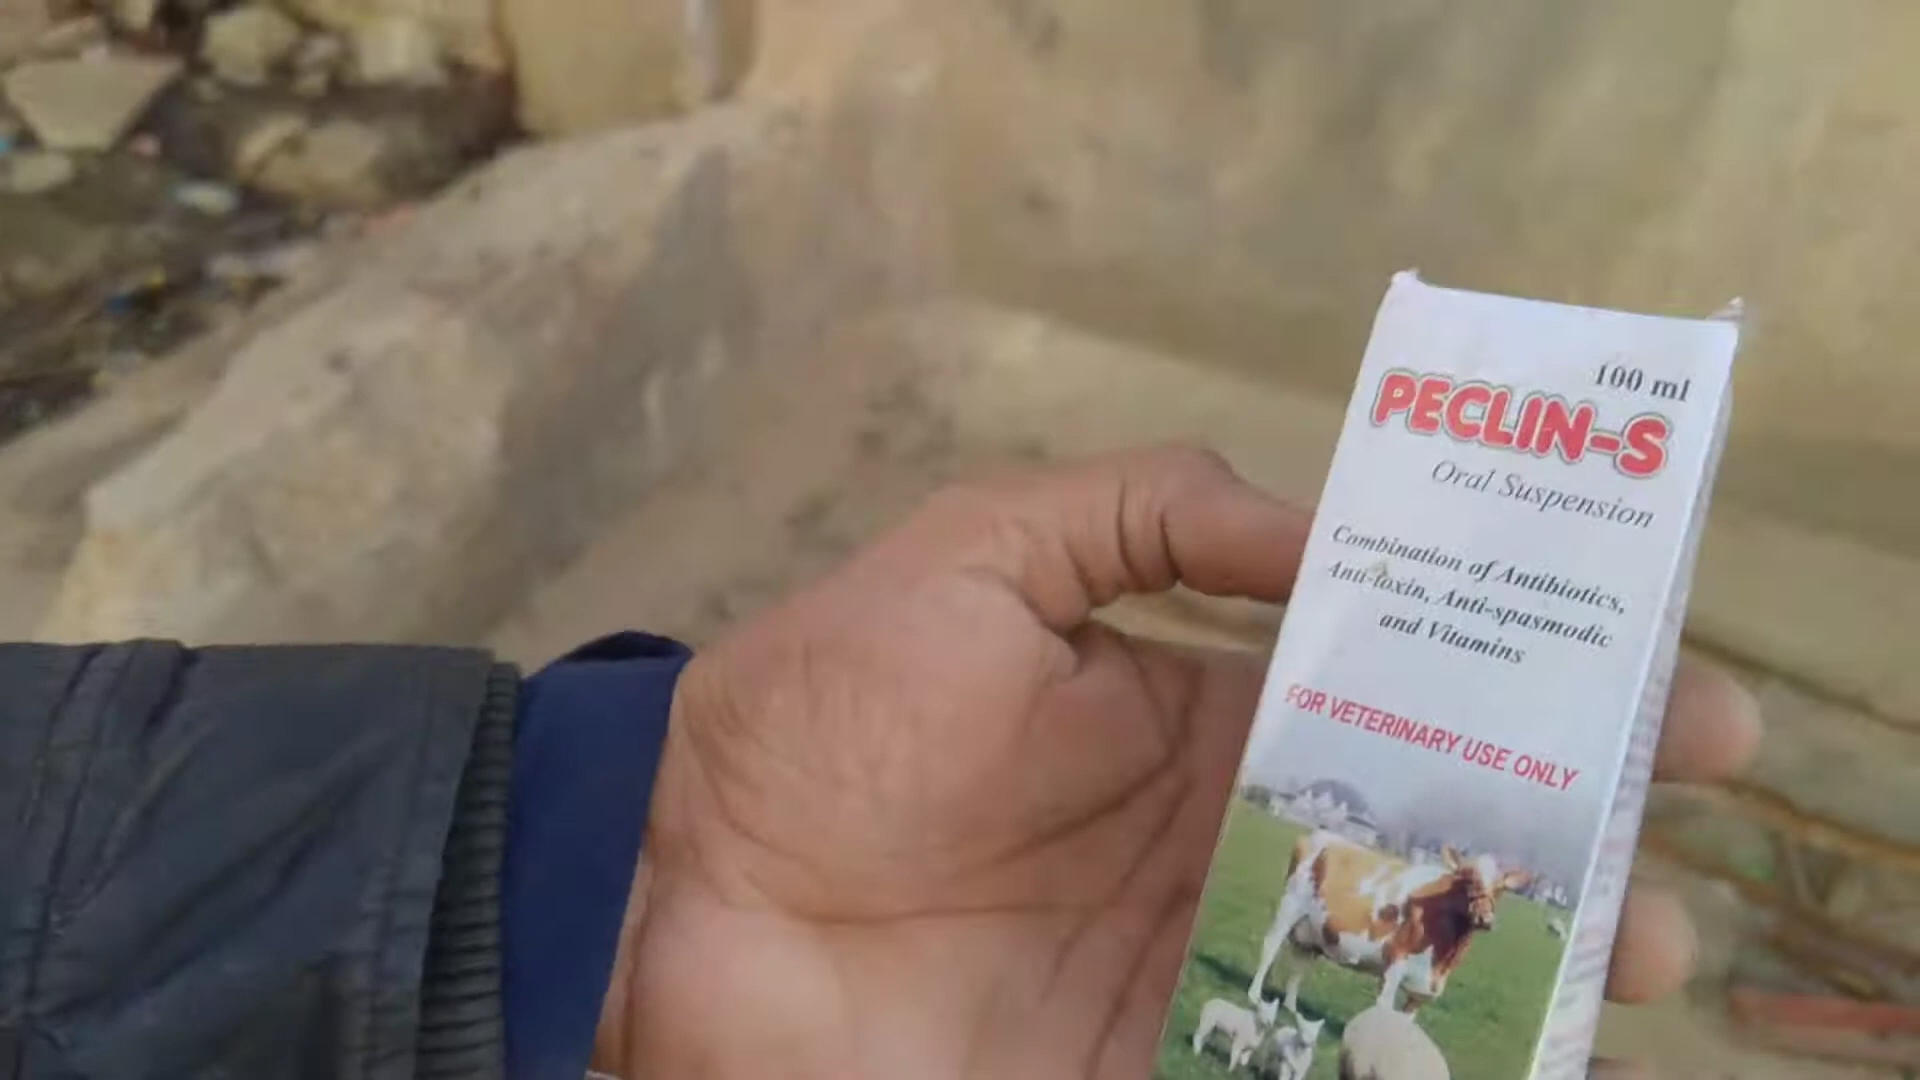 100 ml
PECLIN-S
Oral Suspension
Combination of Antibiotics,
Anti-toxin, Anti-spasmodic
and Vitamins
FOR VETERINARY USE ONLY